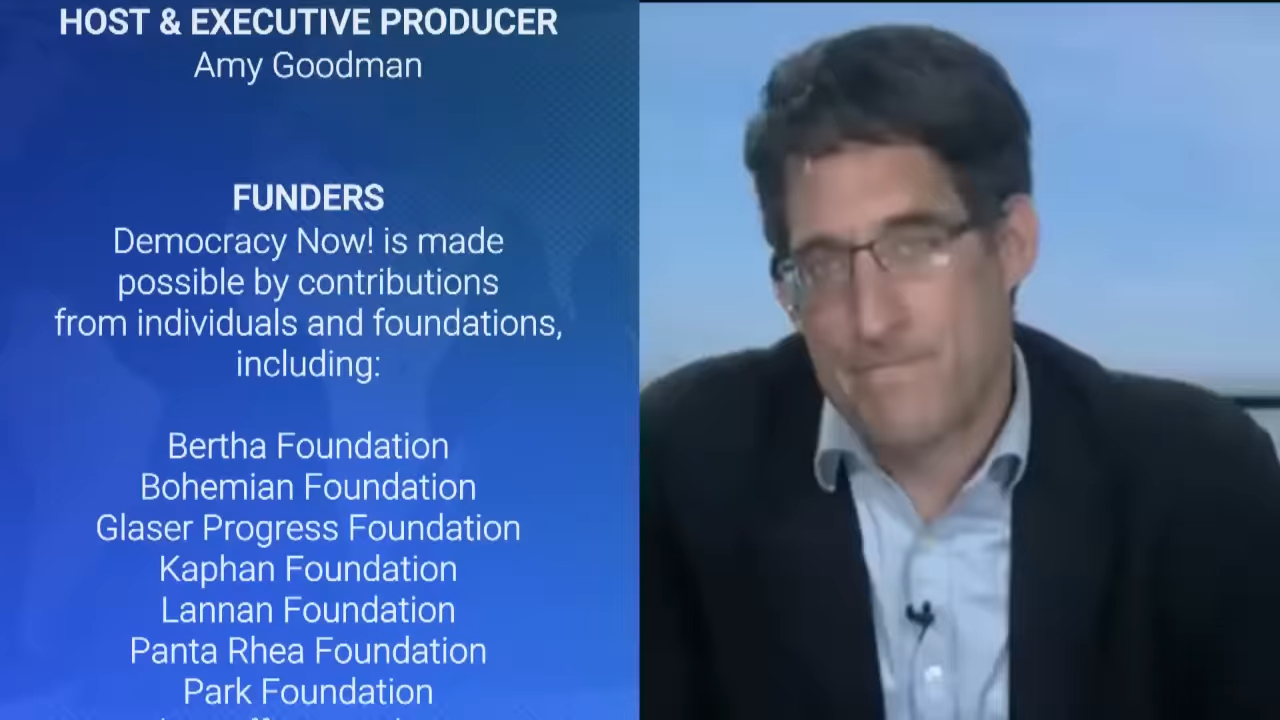 HOST & EXECUTIVE PRODUCER
Amy Goodman
FUNDERS
Democracy Now! is made
possible by contributions
from individuals and foundations,
including:
Bertha Foundation
Bohemian Foundation
Glaser Progress Foundation
Kaphan Foundation
Lannan Foundation
Panta Rhea Foundation
Park Foundation